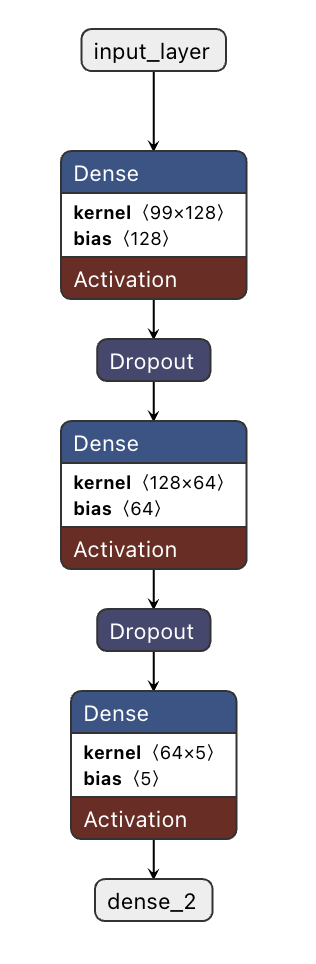 input_layer
Dense
kernel 〈99×128〉
bias 〈128〉
Activation
Dropout
Dense
kernel 〈128×64〉
bias 〈64〉
Activation
Dropout
Dense
kernel 〈64×5〉
bias 〈5〉
Activation
dense_2